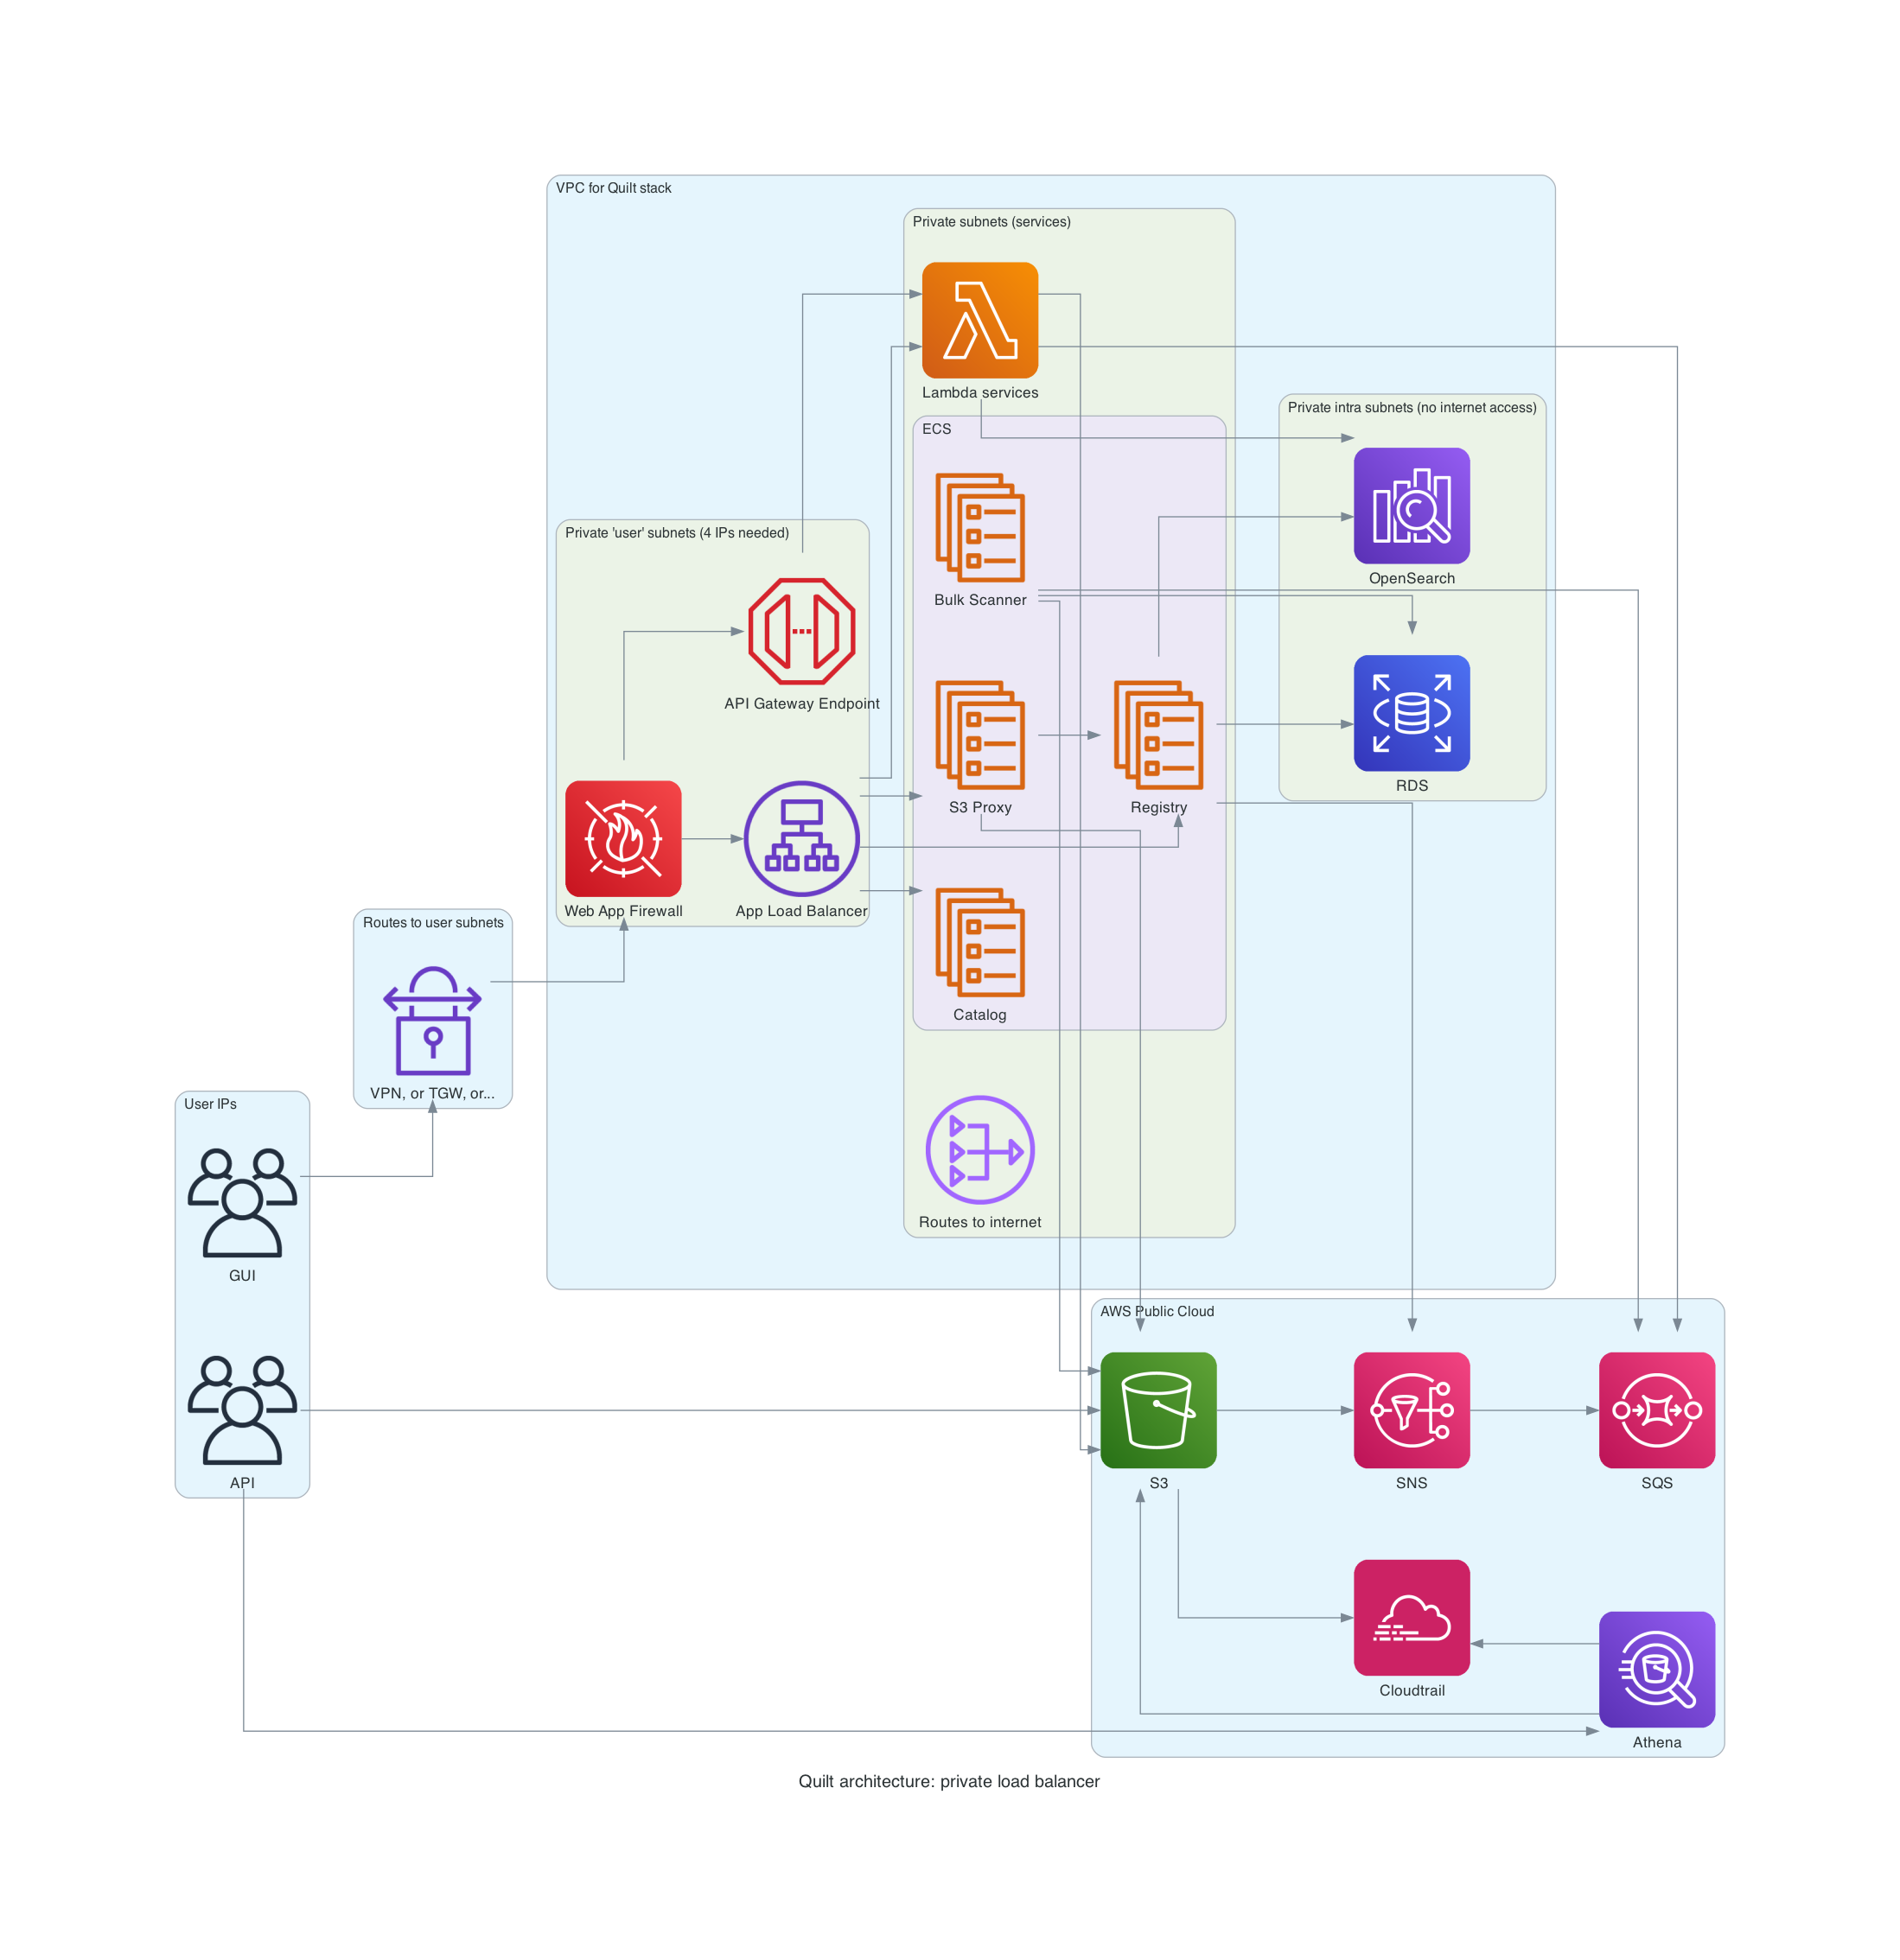 VPC for Quilt stack
Private subnets (services)
Lambda services
Private intra subnets (no internet access)
ECS
OpenSearch
Private 'user' subnets (4 IPs needed)
Bulk Scanner
API Gateway Endpoint
RDS
S3 Proxy
Registry
Web App Firewall
App Load Balancer
Routes to user subnets
Catalog
VPN, or TGW, or...
User IPs
Routes to internet
GUI
AWS Public Cloud
API
S3
SNS
SQS
Cloudtrail
Athena
Quilt architecture: private load balancer